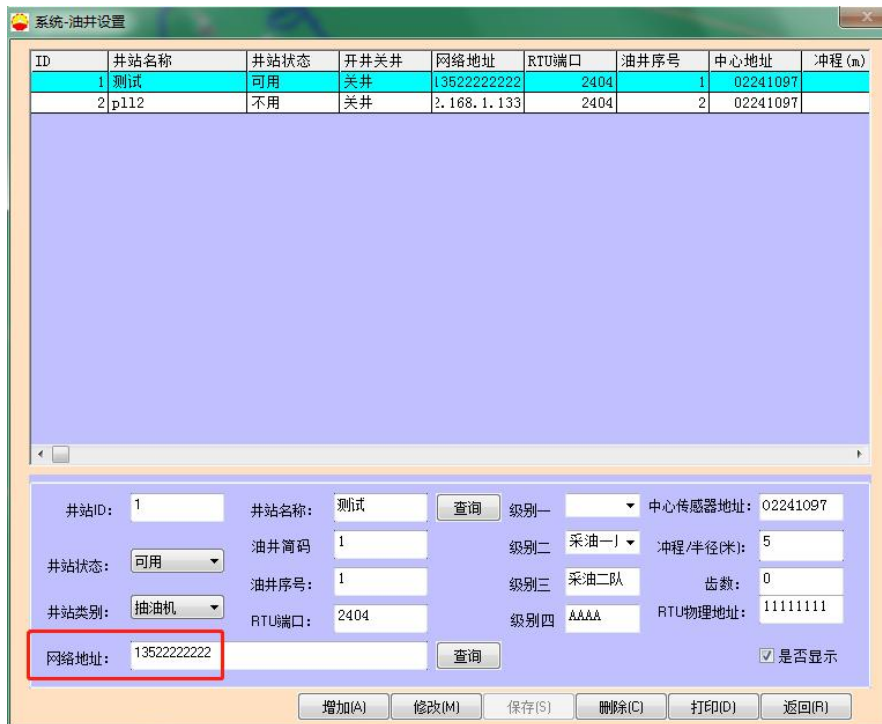 系统-油井设置
ID 井站名称 井站状态 开井关井 网络地址 RTU端口 油井序号 中心地址 冲程(m)
1 测试 可用 关井 13522222222 2404 1 02241097
2 pll2 不用 关井 2.168.1.133 2404 2 02241097
井站ID: 1 井站名称: 测试 查询 级别一 中心传感器地址: 02241097
井站状态: 可用 油井简码 1 级别二 采油一 冲程/半径(米): 5
油井序号: 1 级别三 采油二队 齿数: 0
井站类别: 抽油机 RTU端口: 2404 级别四 AAAA RTU物理地址: 11111111
网络地址: 13522222222 查询 是否显示
增加(A) 修改(M) 保存(S) 删除(C) 打印(D) 返回(R)